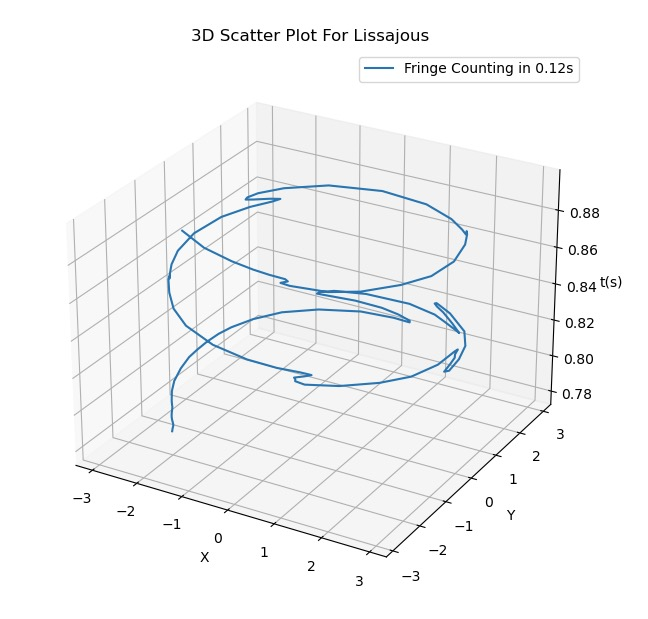 3D Scatter Plot For Lissajous
Fringe Counting in 0.12s
0.88
0.86
0.84 t(s)
0.82
0.80
0.78
−3 −2 −1 0 1 2 3
X
−3 −2 −1 0 1 2 3
Y